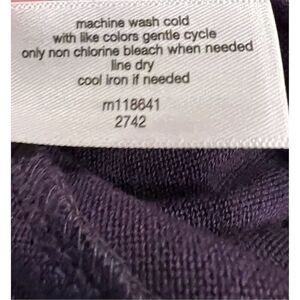 machine wash cold
with like colors gentle cycle
only non chlorine bleach when needed
line dry
cool iron if needed
rn118641
2742